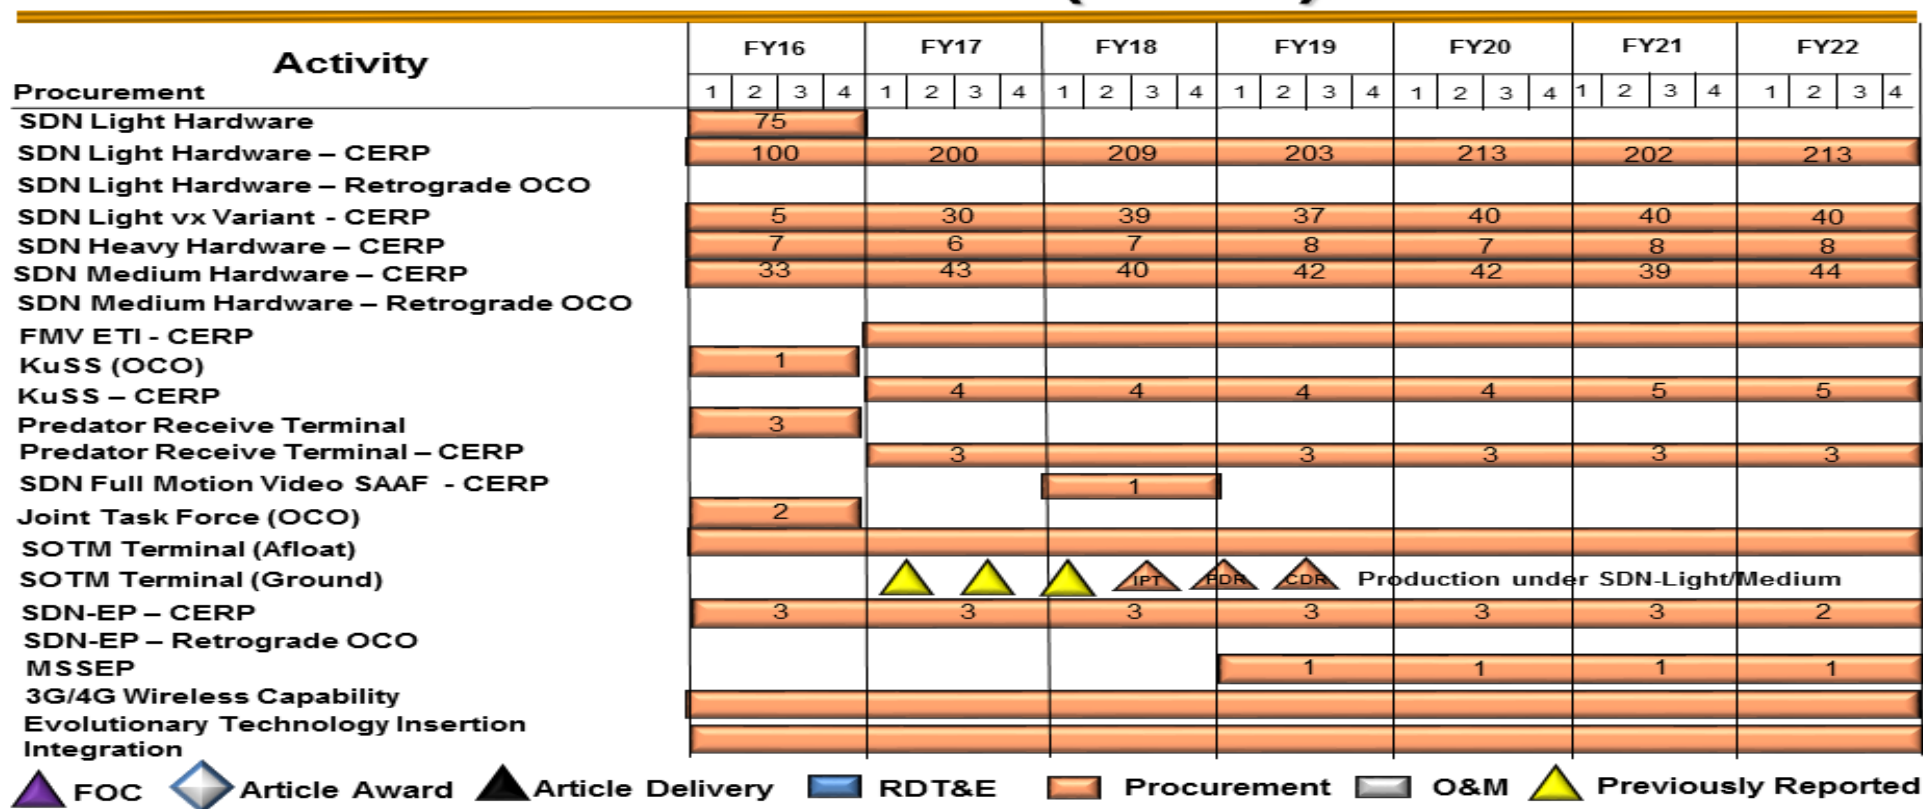 Activity FY16 FY17 FY18 FY19 FY20 FY21 FY22
Procurement 1 2 3 4 1 2 3 4 1 2 3 4 1 2 3 4 1 2 3 4 1 2 3 4 1 2 3 4
SDN Light Hardware 75
SDN Light Hardware – CERP 100 200 209 203 213 202 213
SDN Light Hardware – Retrograde OCO
SDN Light vx Variant - CERP 5 30 39 37 40 40 40
SDN Heavy Hardware – CERP 7 6 7 8 7 8 8
SDN Medium Hardware – CERP 33 43 40 42 42 39 44
SDN Medium Hardware – Retrograde OCO
FMV ETI - CERP
KuSS (OCO) 1
KuSS – CERP 4 4 4 4 5 5
Predator Receive Terminal 3
Predator Receive Terminal – CERP 3 3 3 3 3
SDN Full Motion Video SAAF - CERP 1
Joint Task Force (OCO) 2
SOTM Terminal (Afloat)
SOTM Terminal (Ground) IPT PDR CDR Production under SDN-Light/Medium
SDN-EP – CERP 3 3 3 3 3 3 2
SDN-EP – Retrograde OCO
MSSEP 1 1 1 1
3G/4G Wireless Capability
Evolutionary Technology Insertion
Integration
FOC Article Award Article Delivery RDT&E Procurement O&M Previously Reported